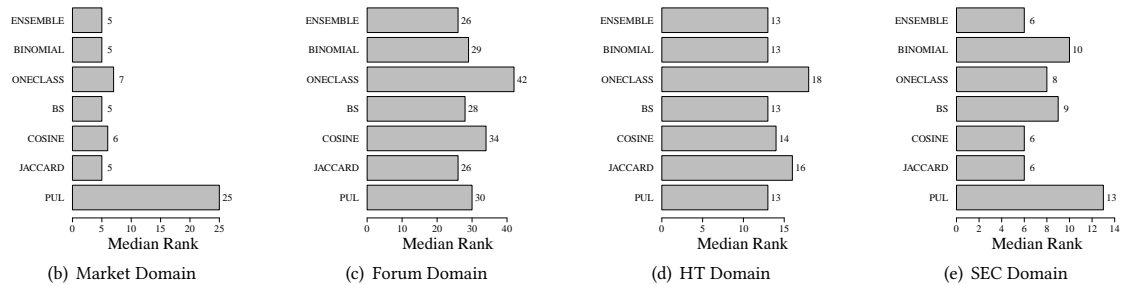 ENSEMBLE 5
BINOMIAL 5
ONECLASS 7
BS 5
COSINE 6
JACCARD 5
PUL 25
0 5 10 15 20 25
Median Rank
(b) Market Domain
ENSEMBLE 26
BINOMIAL 29
ONECLASS 42
BS 28
COSINE 34
JACCARD 26
PUL 30
0 10 20 30 40
Median Rank
(c) Forum Domain
ENSEMBLE 13
BINOMIAL 13
ONECLASS 18
BS 13
COSINE 14
JACCARD 16
PUL 13
0 5 10 15
Median Rank
(d) HT Domain
ENSEMBLE 6
BINOMIAL 10
ONECLASS 8
BS 9
COSINE 6
JACCARD 6
PUL 13
0 2 4 6 8 10 12 14
Median Rank
(e) SEC Domain